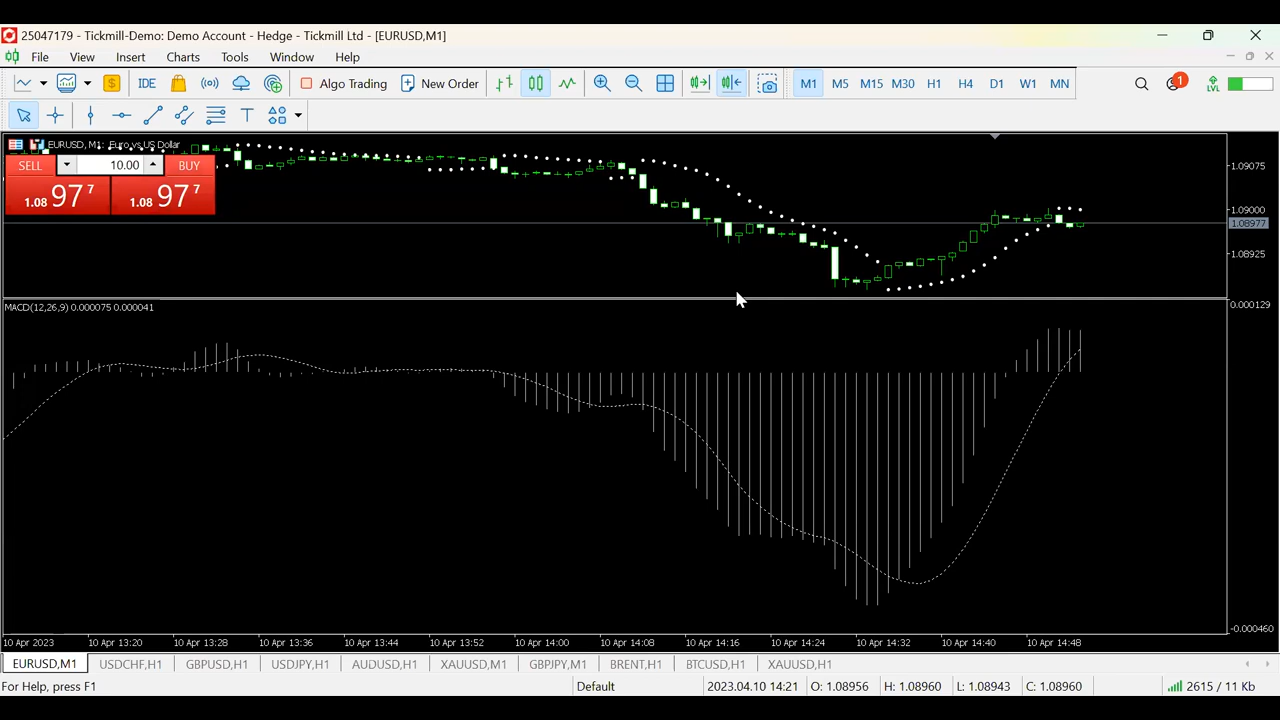 25047179 - Tickmill-Demo: Demo Account - Hedge - Tickmill Ltd - [EURUSD,M1]
File View Insert Charts Tools Window Help
IDE Algo Trading New Order M1 M5 M15 M30 H1 H4 D1 W1 MN 1 LVL
T
EURUSD, M1: Euro vs US Dollar
SELL 10.00 BUY
1.08 97 7 1.08 97 7
1.09075
1.09000
1.08977
1.08925
MACD(12,26,9) 0.000075 0.000041
0.000129
-0.000460
10 Apr 2023 10 Apr 13:20 10 Apr 13:28 10 Apr 13:36 10 Apr 13:44 10 Apr 13:52 10 Apr 14:00 10 Apr 14:08 10 Apr 14:16 10 Apr 14:24 10 Apr 14:32 10 Apr 14:40 10 Apr 14:48
EURUSD,M1 USDCHF,H1 GBPUSD,H1 USDJPY,H1 AUDUSD,H1 XAUUSD,M1 GBPJPY,M1 BRENT,H1 BTCUSD,H1 XAUUSD,H1
For Help, press F1 Default 2023.04.10 14:21 O: 1.08956 H: 1.08960 L: 1.08943 C: 1.08960 2615 / 11 Kb